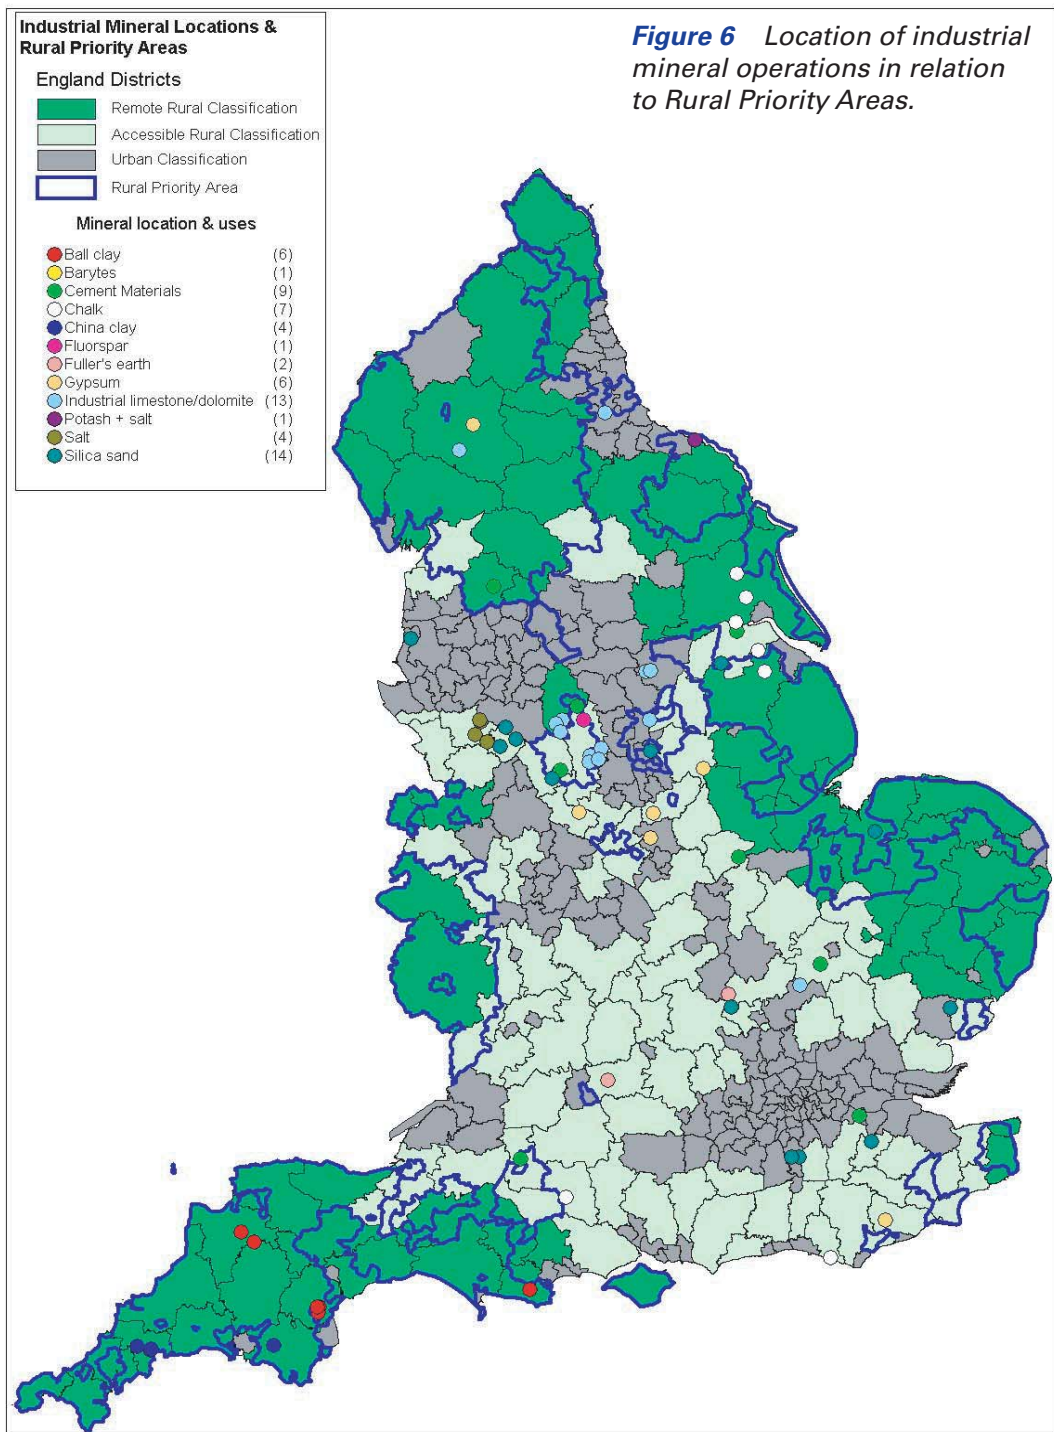 Industrial Mineral Locations &
Rural Priority Areas
England Districts
Remote Rural Classification
Accessible Rural Classification
Urban Classification
Rural Priority Area
Mineral location & uses
Ball clay (6)
Barytes (1)
Cement Materials (9)
Chalk (7)
China clay (4)
Fluorspar (1)
Fuller's earth (2)
Gypsum (6)
Industrial limestone/dolomite (13)
Potash + salt (1)
Salt (4)
Silica sand (14)
Figure 6 Location of industrial
mineral operations in relation
to Rural Priority Areas.